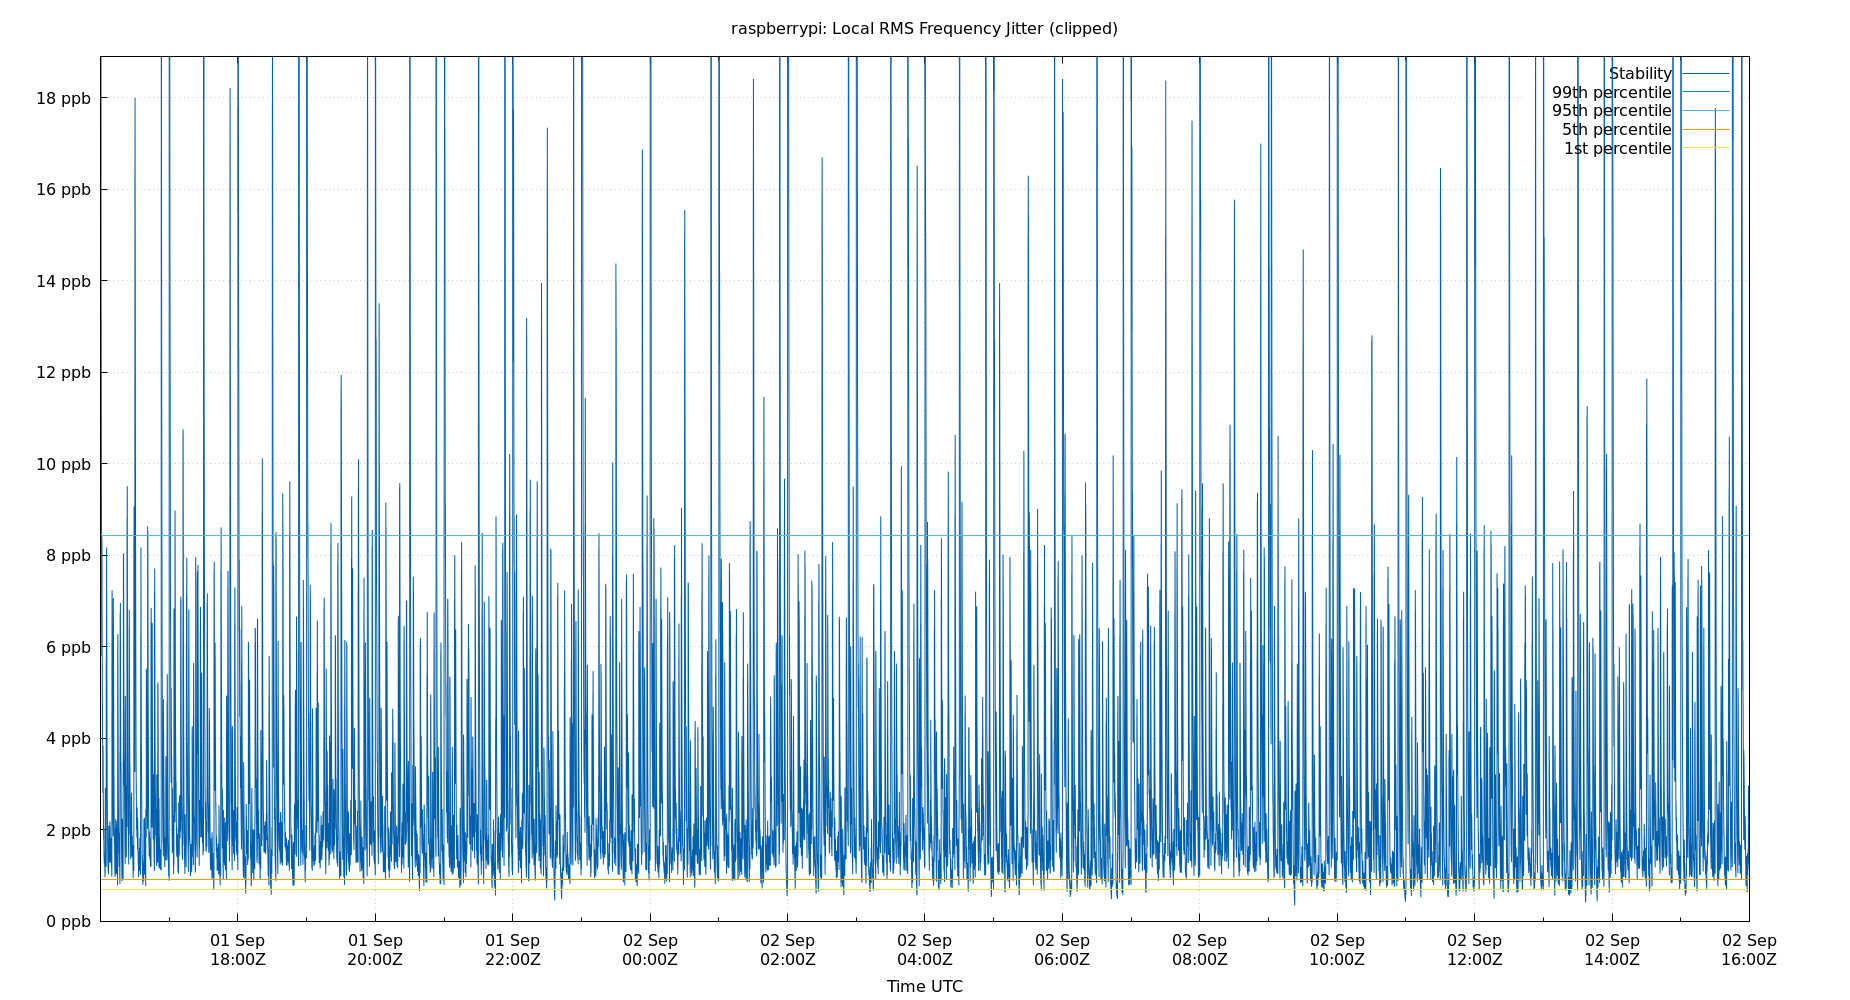 raspberrypi: Local RMS Frequency Jitter (clipped)
Stability
99th percentile
95th percentile
5th percentile
1st percentile
18 ppb
16 ppb
14 ppb
12 ppb
10 ppb
8 ppb
6 ppb
4 ppb
2 ppb
0 ppb
01 Sep 01 Sep 01 Sep 02 Sep 02 Sep 02 Sep 02 Sep 02 Sep 02 Sep 02 Sep 02 Sep 02 Sep
18:00Z 20:00Z 22:00Z 00:00Z 02:00Z 04:00Z 06:00Z 08:00Z 10:00Z 12:00Z 14:00Z 16:00Z
Time UTC